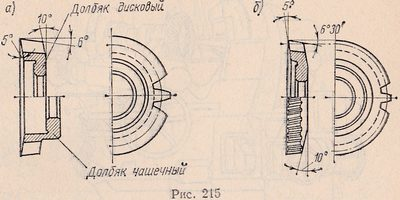 а)
10°
Долбяк дисковый
5°
6°
Долбяк чашечный
б)
5°
6°30'
10°
Рис. 215